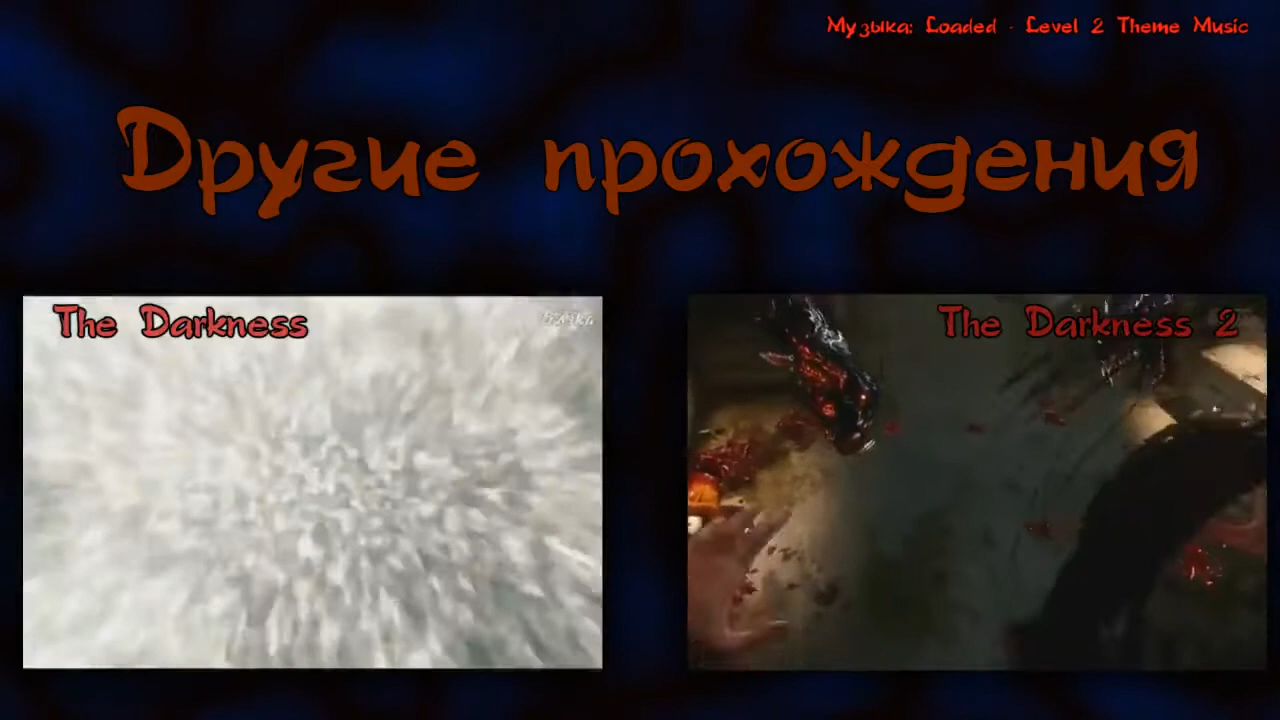 Музыка: Loaded - Level 2 Theme Music
Другие прохождения
The Darkness
The Darkness 2